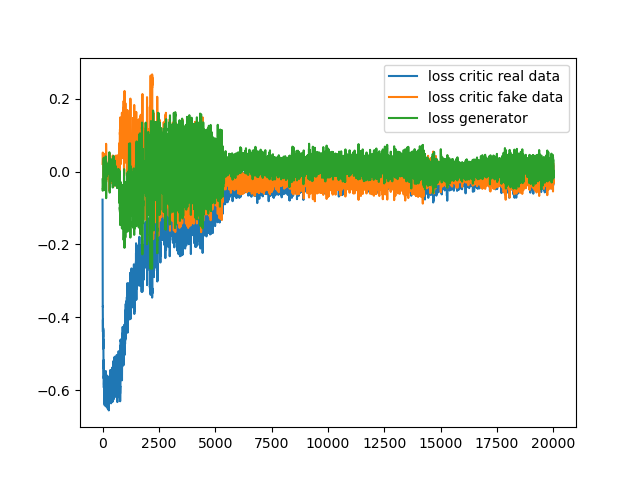 loss critic real data
loss critic fake data
loss generator
0.2
0.0
−0.2
−0.4
−0.6
0 2500 5000 7500 10000 12500 15000 17500 20000